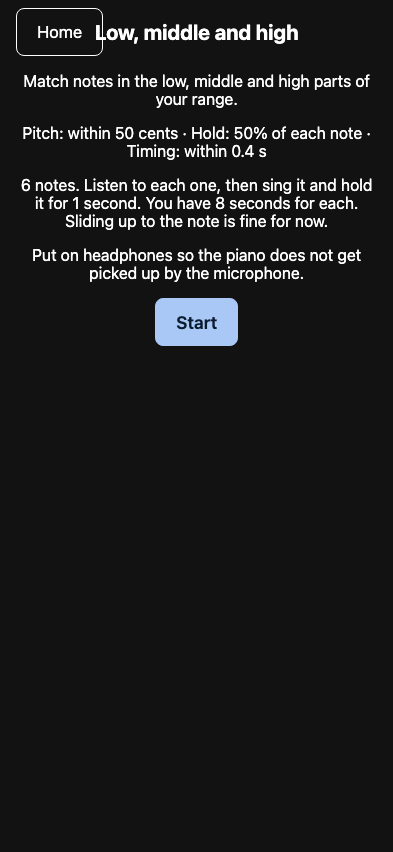 Home
Low, middle and high
Match notes in the low, middle and high parts of
your range.
Pitch: within 50 cents · Hold: 50% of each note ·
Timing: within 0.4 s
6 notes. Listen to each one, then sing it and hold
it for 1 second. You have 8 seconds for each.
Sliding up to the note is fine for now.
Put on headphones so the piano does not get
picked up by the microphone.
Start